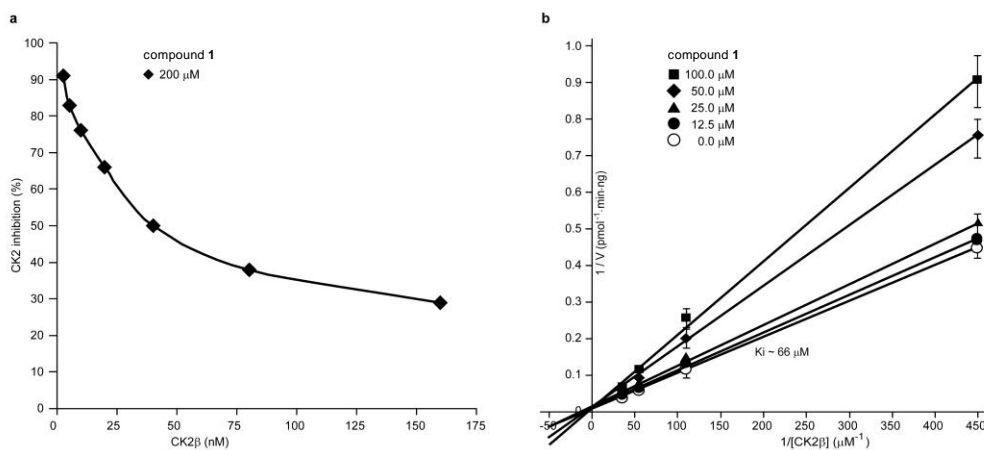 a
compound 1
200 µM
100
90
80
70
60
50
40
30
20
10
0
CK2 inhibition (%)
0 25 50 75 100 125 150 175
CK2β (nM)
b
compound 1
100.0 µM
50.0 µM
25.0 µM
12.5 µM
0.0 µM
1.0
0.9
0.8
0.7
0.6
0.5
0.4
0.3
0.2
0.1
0
1 / V (pmol⁻¹·min·ng)
Ki ~ 66 µM
-50 0 50 100 150 200 250 300 350 400 450
1/[CK2β] (µM⁻¹)